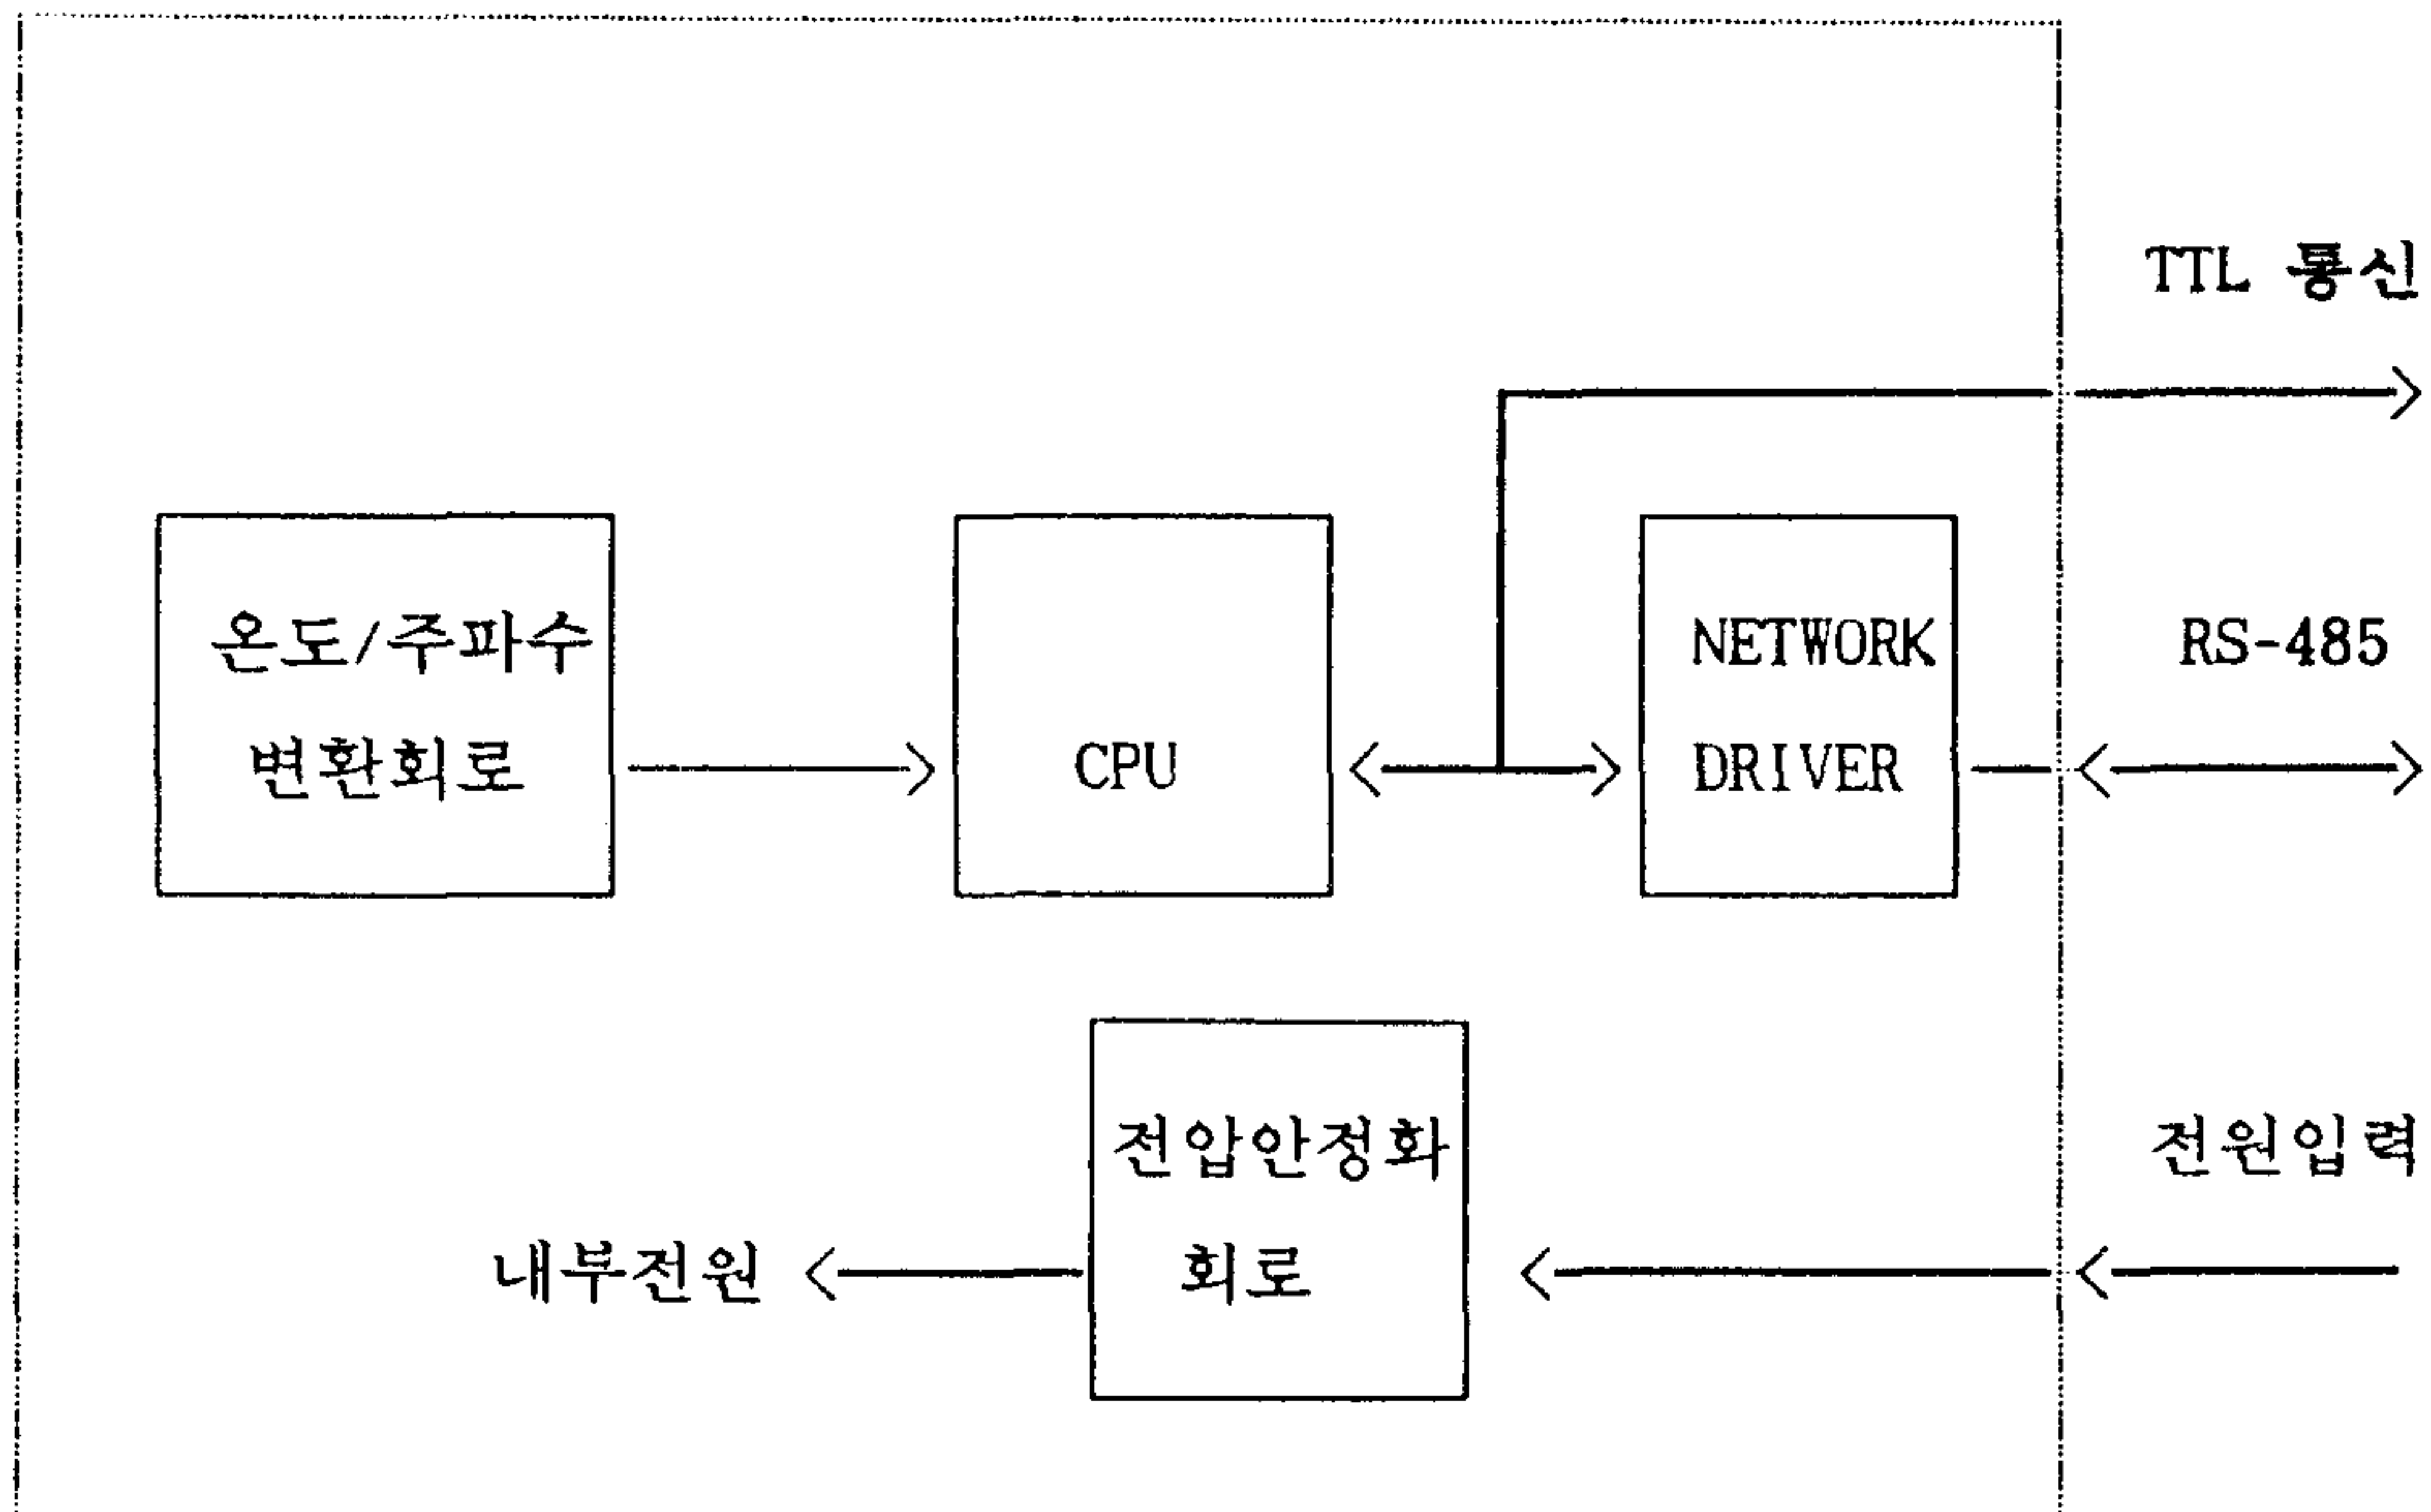 TTL 통신
온도/주파수
변환회로
CPU
NETWORK
DRIVER
RS-485
전압안정화
회로
전원입력
내부전원